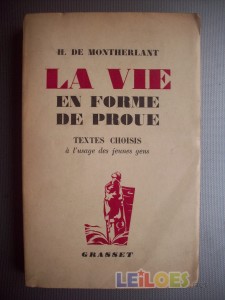 H. DE MONTHERLANT
LA VIE
EN FORME
DE PROUE
TEXTES CHOISIS
à l'usage des jeunes gens
GRASSET
LEiLOES